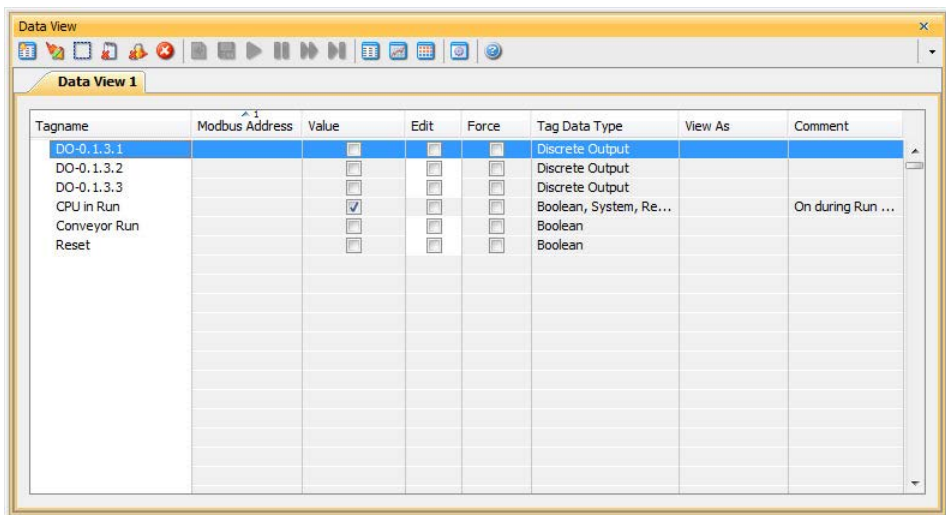 Data View
Data View 1
1
Tagname Modbus Address Value Edit Force Tag Data Type View As Comment
DO-0.1.3.1 Discrete Output
DO-0.1.3.2 Discrete Output
DO-0.1.3.3 Discrete Output
CPU in Run Boolean, System, Re... On during Run ...
Conveyor Run Boolean
Reset Boolean